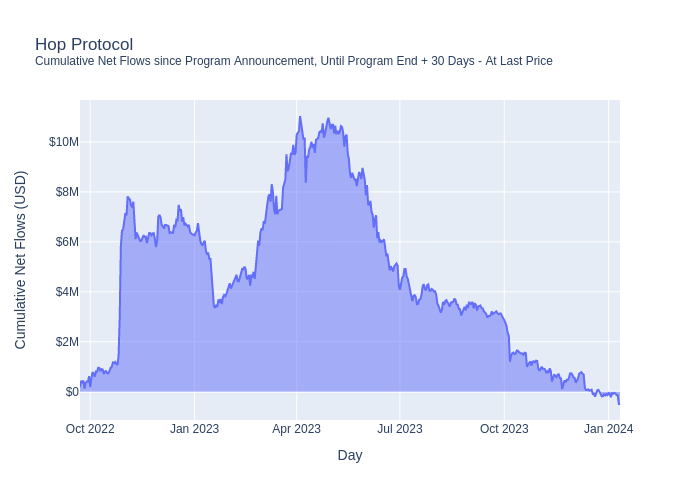 Hop Protocol
Cumulative Net Flows since Program Announcement, Until Program End + 30 Days - At Last Price
Cumulative Net Flows (USD)
$10M
$8M
$6M
$4M
$2M
$0
Oct 2022
Jan 2023
Apr 2023
Jul 2023
Oct 2023
Jan 2024
Day